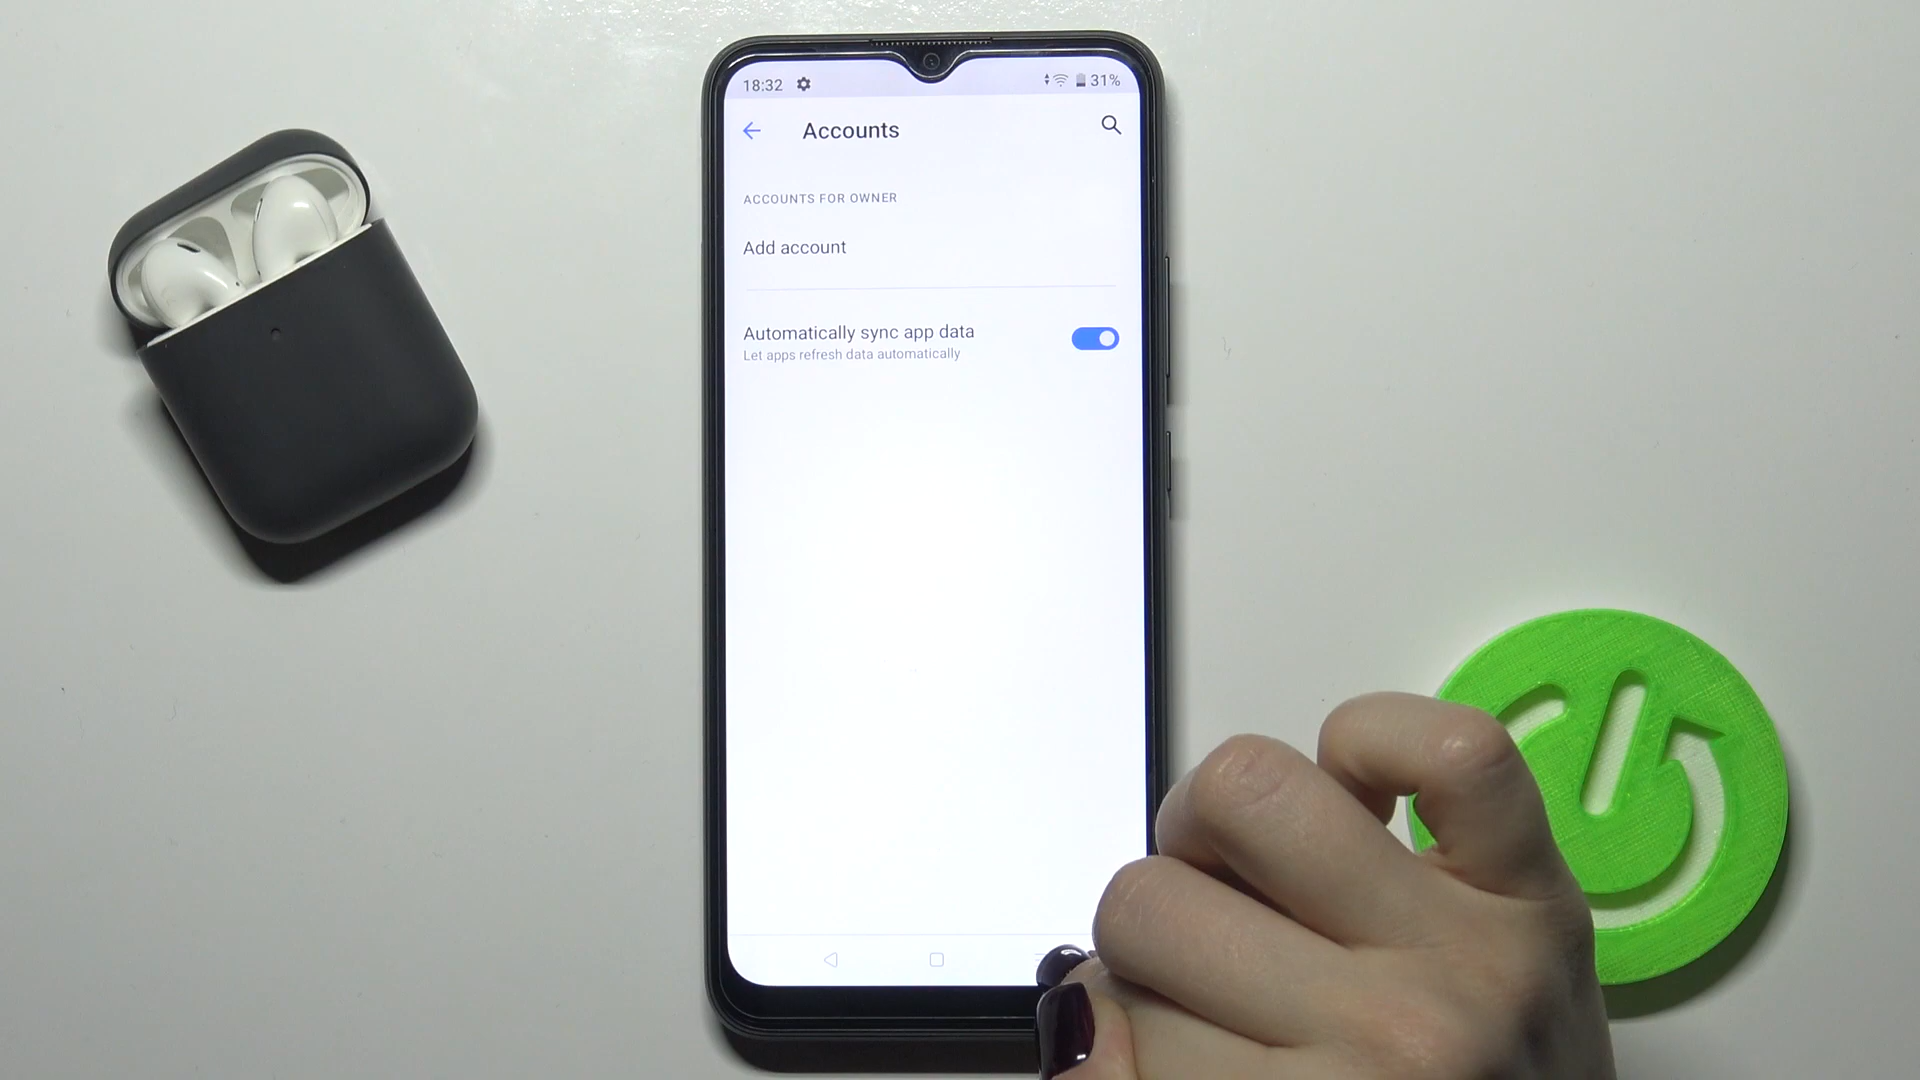 18:32
31%
Accounts
ACCOUNTS FOR OWNER
Add account
Automatically sync app data
Let apps refresh data automatically